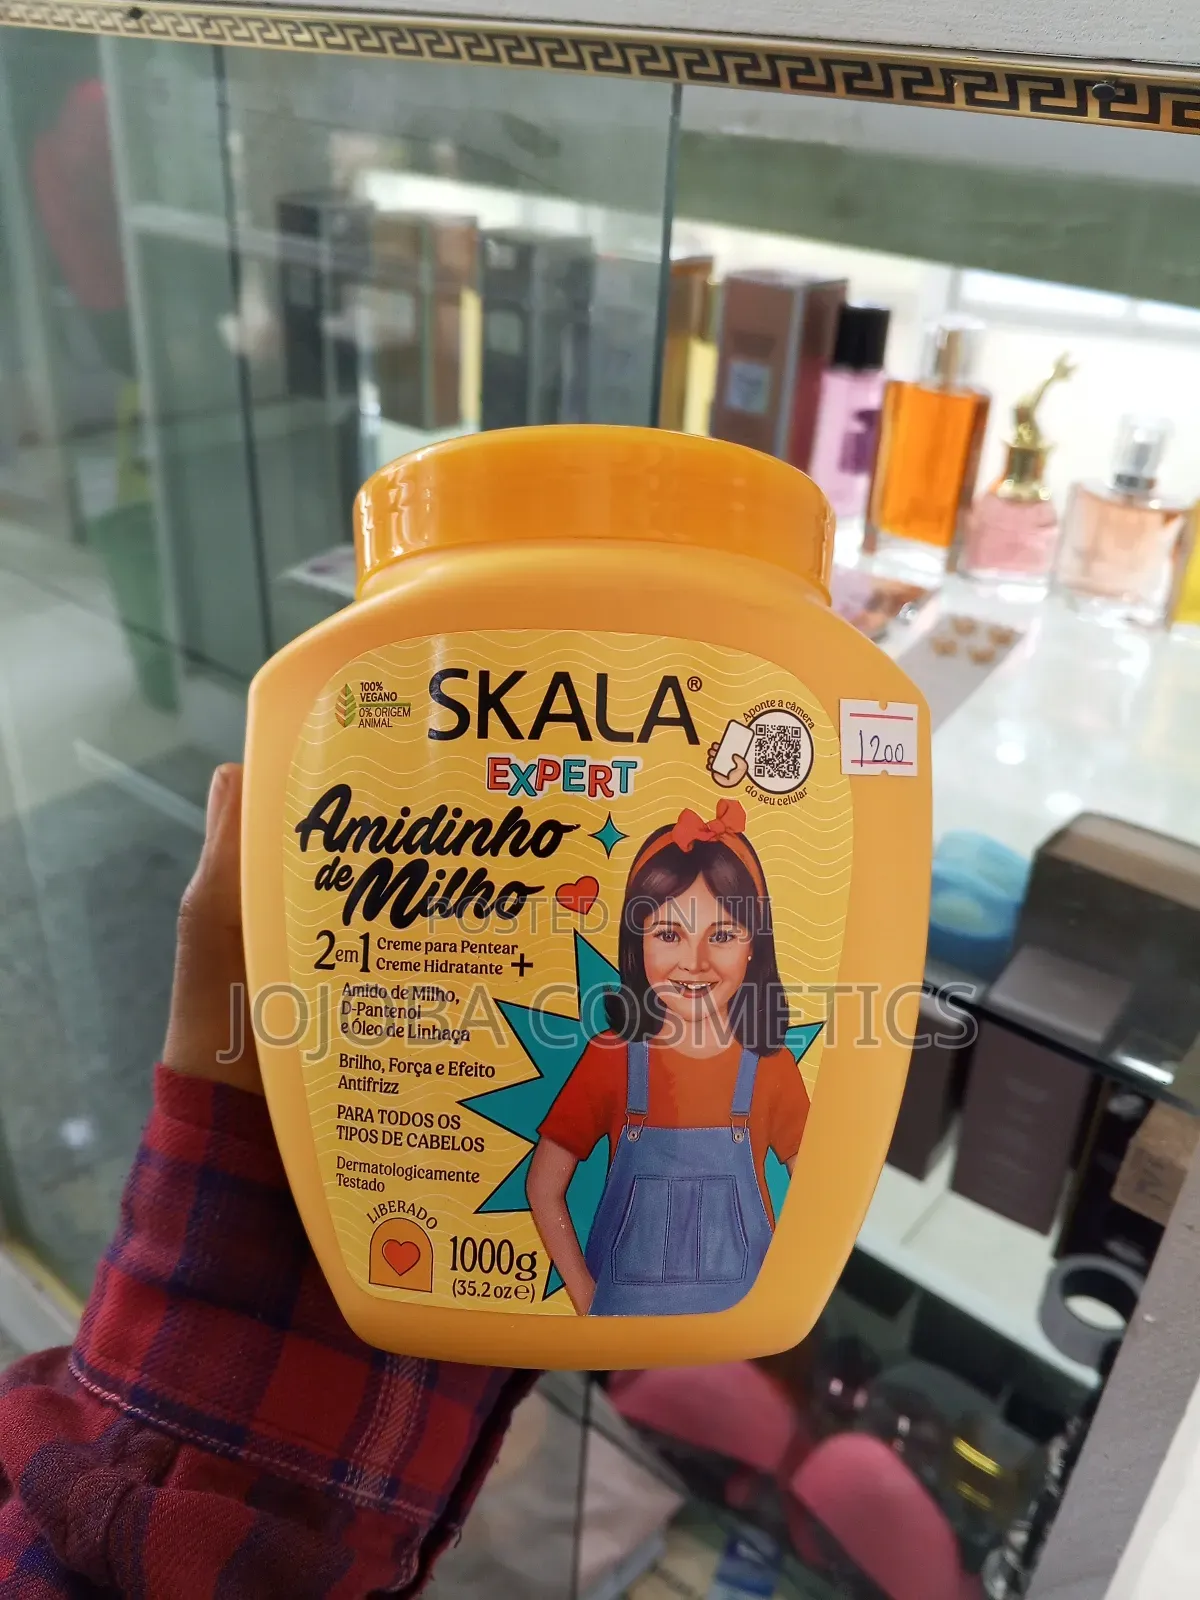 100%
VEGANO
0% ORIGEM
ANIMAL
SKALA®
EXPERT
Aponte a câmera
do seu celular
1200
Amidinho
de Milho
2em1 Creme para Pentear
Creme Hidratante +
Amido de Milho,
D-Pantenol
e Óleo de Linhaça
Brilho, Força e Efeito
Antifrizz
PARA TODOS OS
TIPOS DE CABELOS
Dermatologicamente
Testado
LIBERADO
1000g
(35.2 oz e)
POSTED ON JIJI
JOJOBA COSMETICS